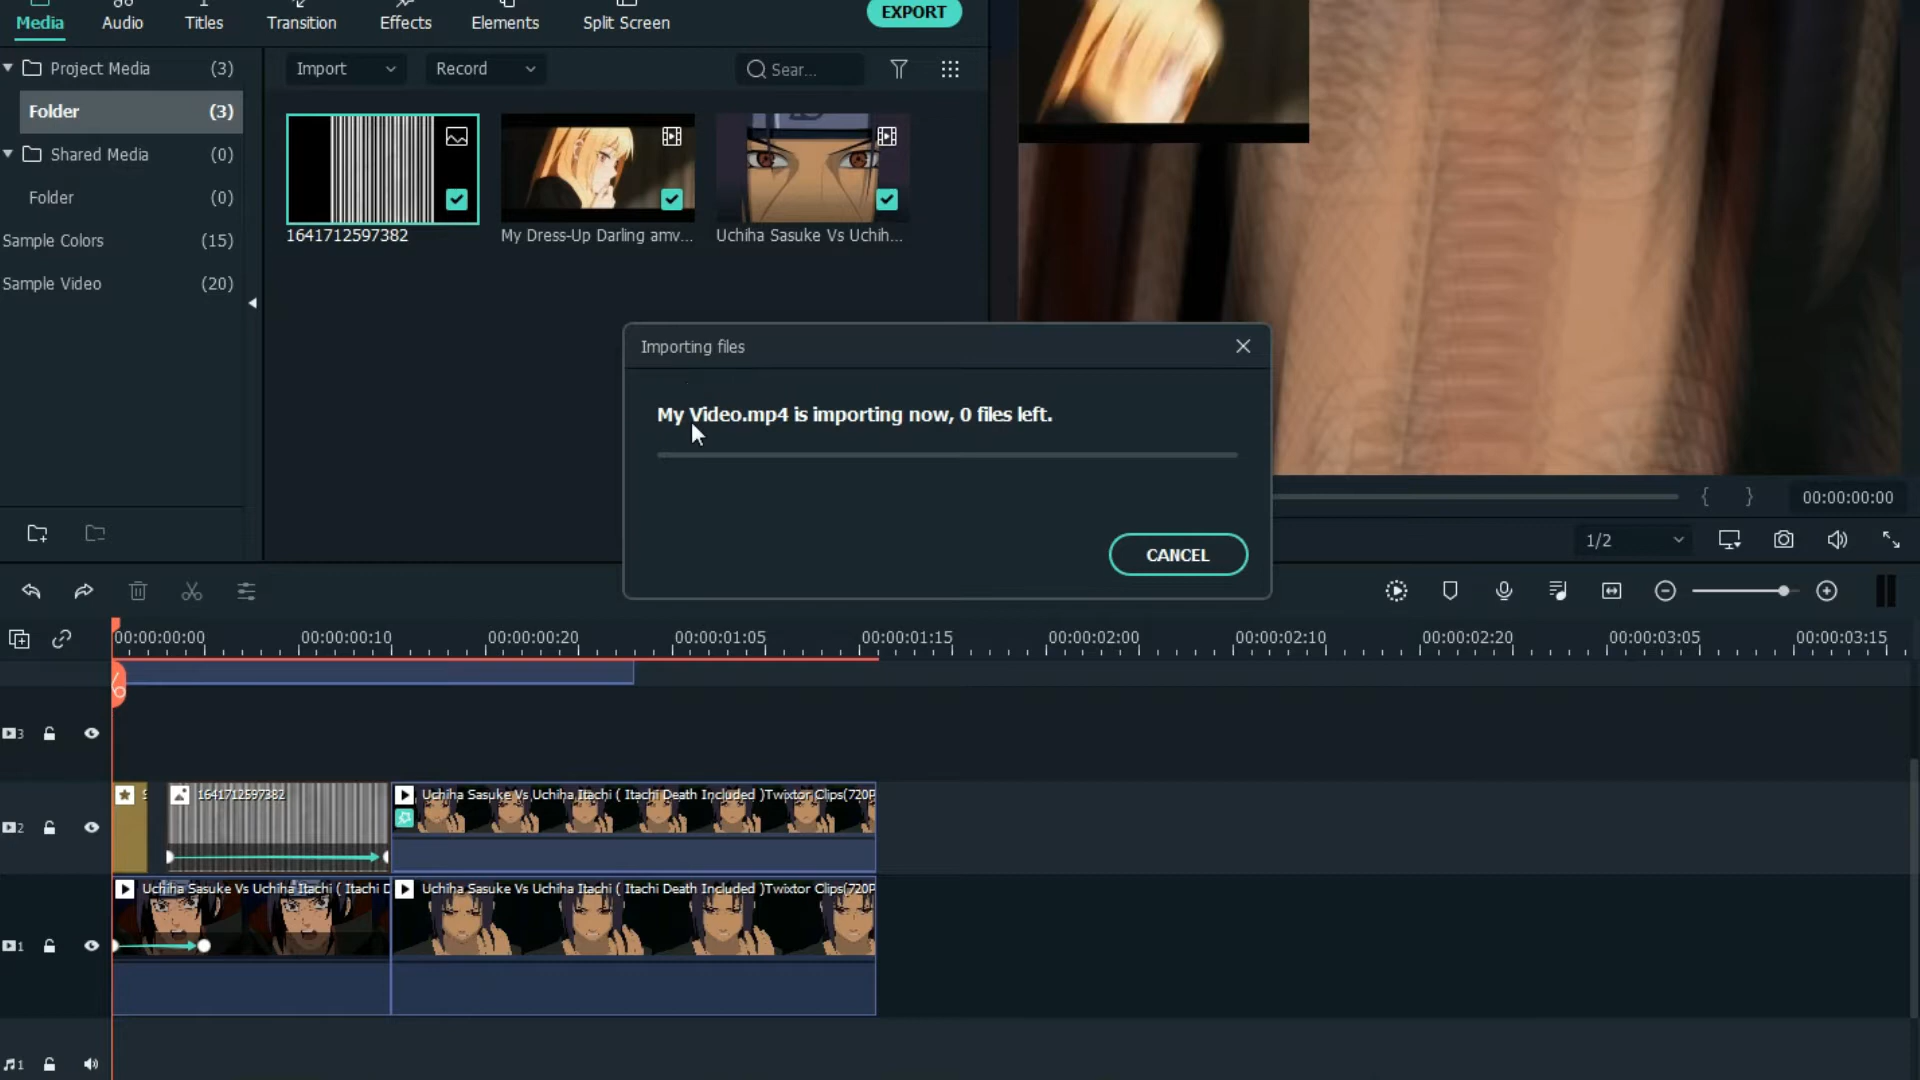 Media Audio Titles Transition Effects Elements Split Screen EXPORT
Project Media (3)
Folder (3)
Shared Media (0)
Folder (0)
Sample Colors (15)
Sample Video (20)
Import Record Sear...
1641712597382 My Dress-Up Darling amv... Uchiha Sasuke Vs Uchih...
Importing files
My Video.mp4 is importing now, 0 files left.
CANCEL
{ } 00:00:00:00
1/2
00:00:00:00 00:00:00:10 00:00:00:20 00:00:01:05 00:00:01:15 00:00:02:00 00:00:02:10 00:00:02:20 00:00:03:05 00:00:03:15
3
2 1641712597382 Uchiha Sasuke Vs Uchiha Itachi ( Itachi Death Included )Twixtor Clips(720P
Uchiha Sasuke Vs Uchiha Itachi ( Itachi D Uchiha Sasuke Vs Uchiha Itachi ( Itachi Death Included )Twixtor Clips(720P
1
1